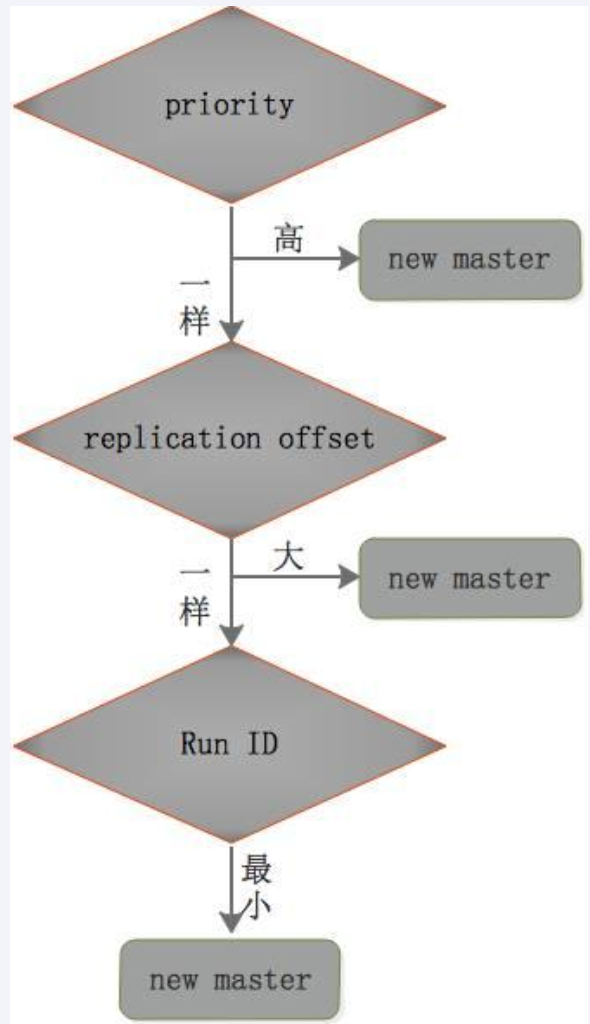 priority
高
new master
一
样
replication offset
大
new master
一
样
Run ID
最
小
new master